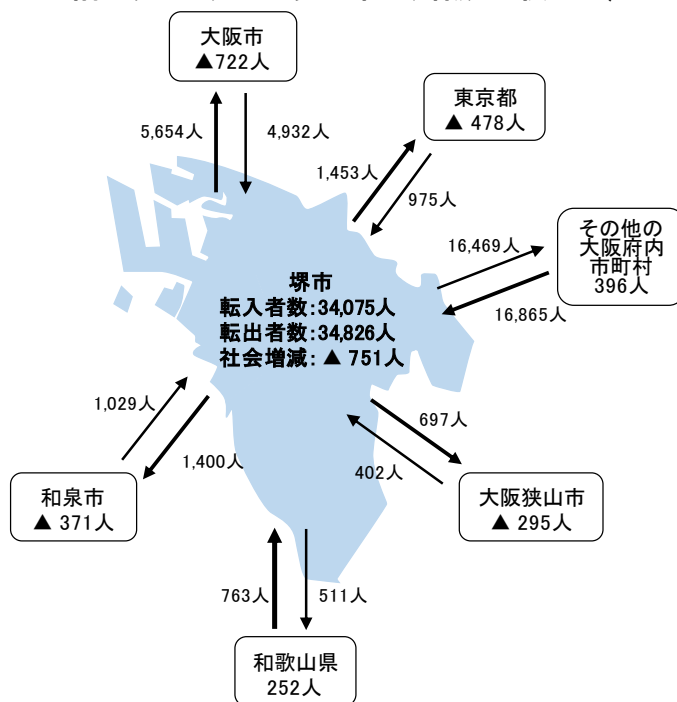 大阪市
▲722人
5,654人
4,932人
東京都
▲ 478人
1,453人
975人
その他の
大阪府内
市町村
396人
16,469人
16,865人
堺市
転入者数:34,075人
転出者数:34,826人
社会増減: ▲ 751人
1,029人
1,400人
和泉市
▲ 371人
697人
402人
大阪狭山市
▲ 295人
763人
511人
和歌山県
252人